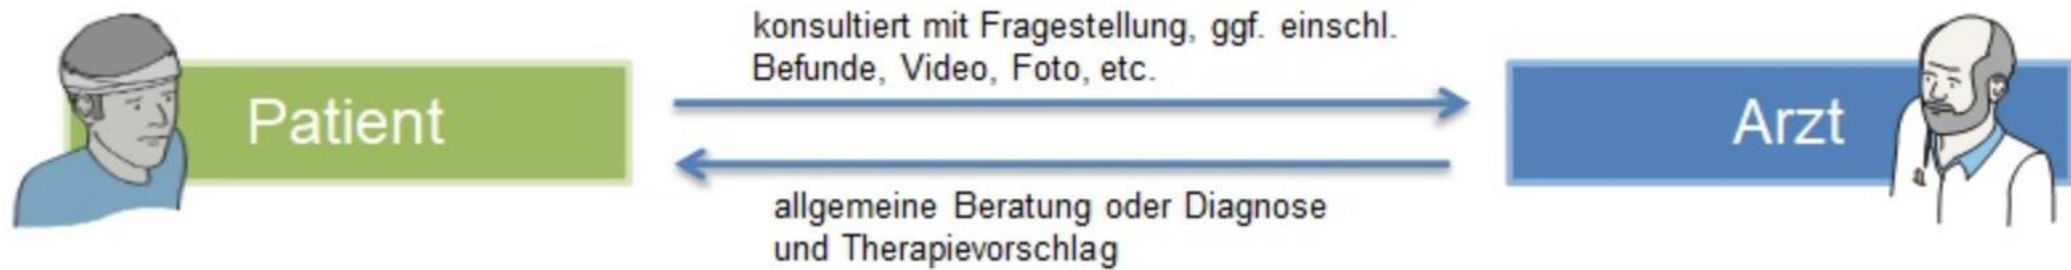 konsultiert mit Fragestellung, ggf. einschl.
Befunde, Video, Foto, etc.
Patient
Arzt
allgemeine Beratung oder Diagnose
und Therapievorschlag